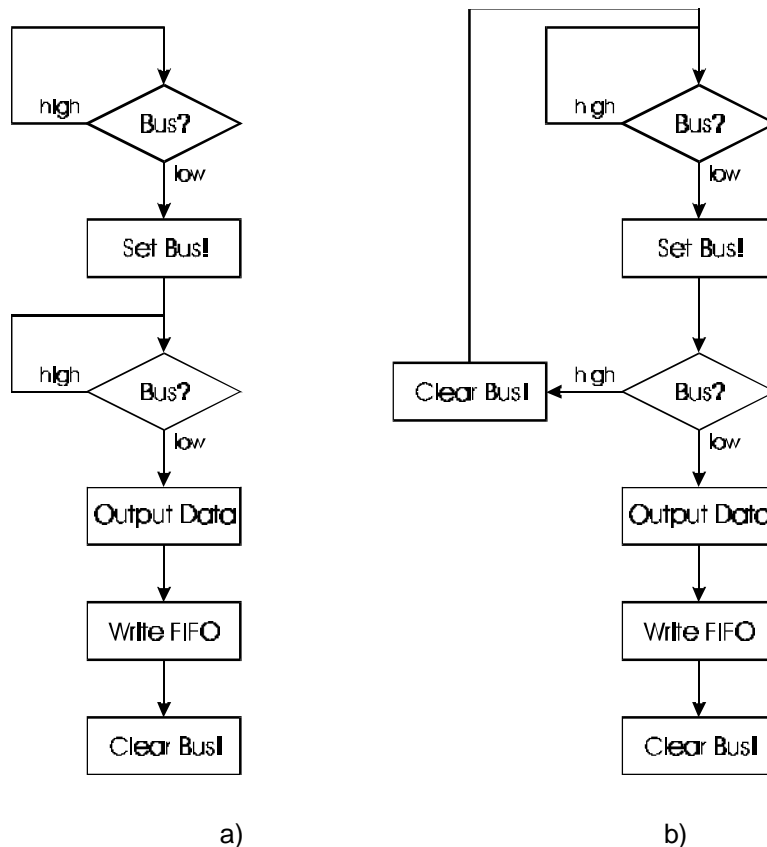 high
Bus?
low
Set Bus!
high
Bus?
low
Output Data
Write FIFO
Clear Bus!
a)
high
Bus?
low
Set Bus!
Clear Bus!
high
Bus?
low
Output Data
Write FIFO
Clear Bus!
b)